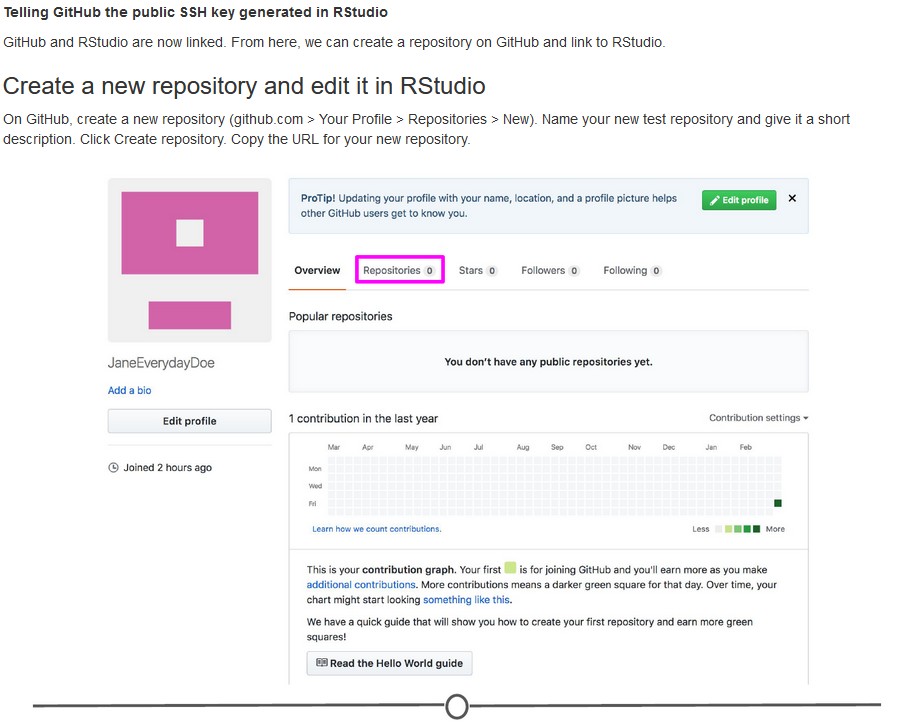 Telling GitHub the public SSH key generated in RStudio
GitHub and RStudio are now linked. From here, we can create a repository on GitHub and link to RStudio.
Create a new repository and edit it in RStudio
On GitHub, create a new repository (github.com > Your Profile > Repositories > New). Name your new test repository and give it a short
description. Click Create repository. Copy the URL for your new repository.
ProTip! Updating your profile with your name, location, and a profile picture helps
other GitHub users get to know you.
Edit profile
Overview Repositories 0 Stars 0 Followers 0 Following 0
Popular repositories
You don't have any public repositories yet.
JaneEverydayDoe
Add a bio
Edit profile
Joined 2 hours ago
1 contribution in the last year
Contribution settings
Mar Apr May Jun Jul Aug Sep Oct Nov Dec Jan Feb
Mon
Wed
Fri
Learn how we count contributions.
Less More
This is your contribution graph. Your first is for joining GitHub and you'll earn more as you make
additional contributions. More contributions means a darker green square for that day. Over time, your
chart might start looking something like this.
We have a quick guide that will show you how to create your first repository and earn more green
squares!
Read the Hello World guide